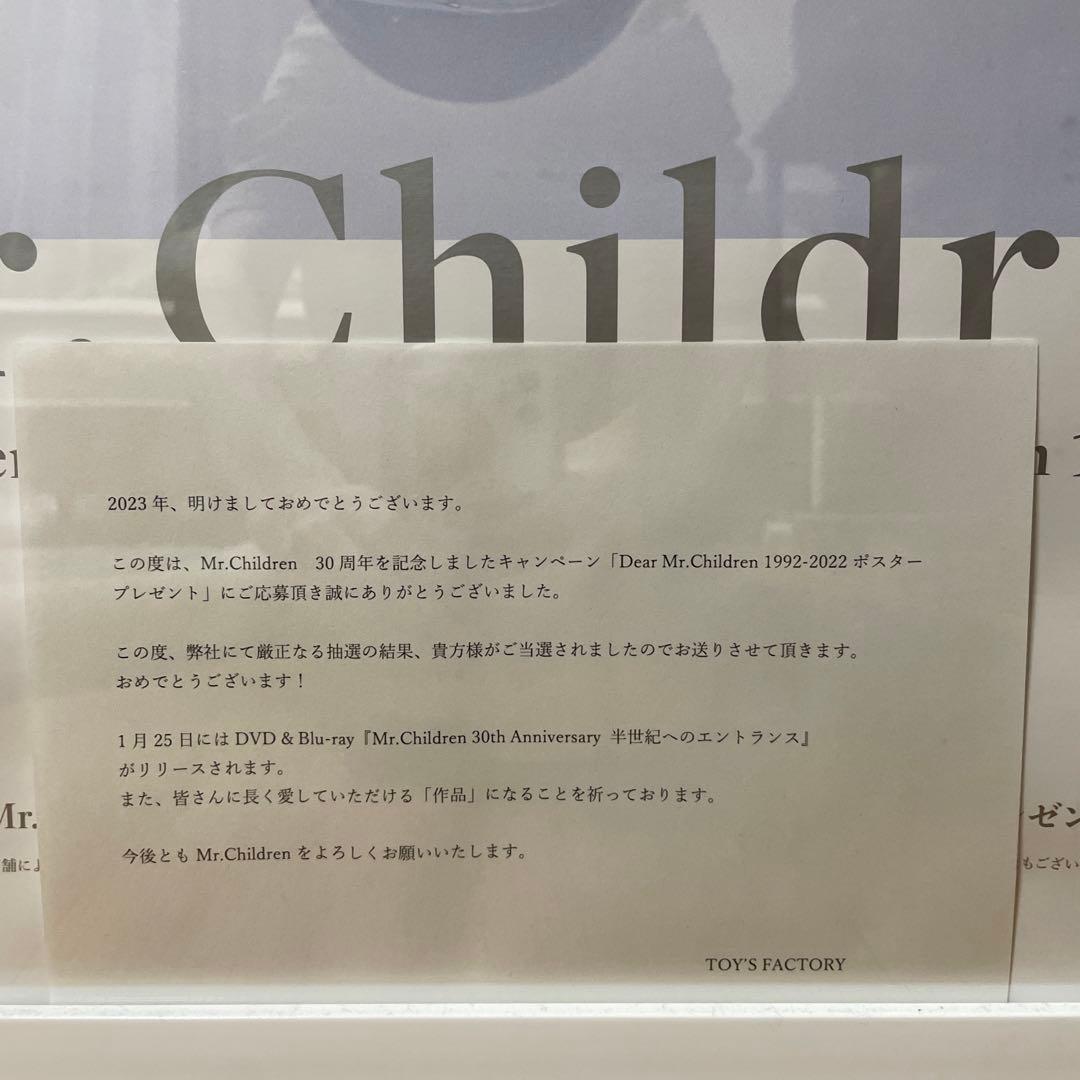 r. Childr
2023 年、明けましておめでとうございます。
この度は、Mr.Children 30 周年を記念しましたキャンペーン「Dear Mr.Children 1992-2022 ポスター
プレゼント」にご応募頂き誠にありがとうございました。
この度、弊社にて厳正なる抽選の結果、貴方様がご当選されましたのでお送りさせて頂きます。
おめでとうございます！
1 月 25 日には DVD & Blu-ray『Mr.Children 30th Anniversary 半世紀へのエントランス』
がリリースされます。
また、皆さんに長く愛していただける「作品」になることを祈っております。
Mr.
ゼン
舗によ
もござい
今後とも Mr.Children をよろしくお願いいたします。
TOY'S FACTORY